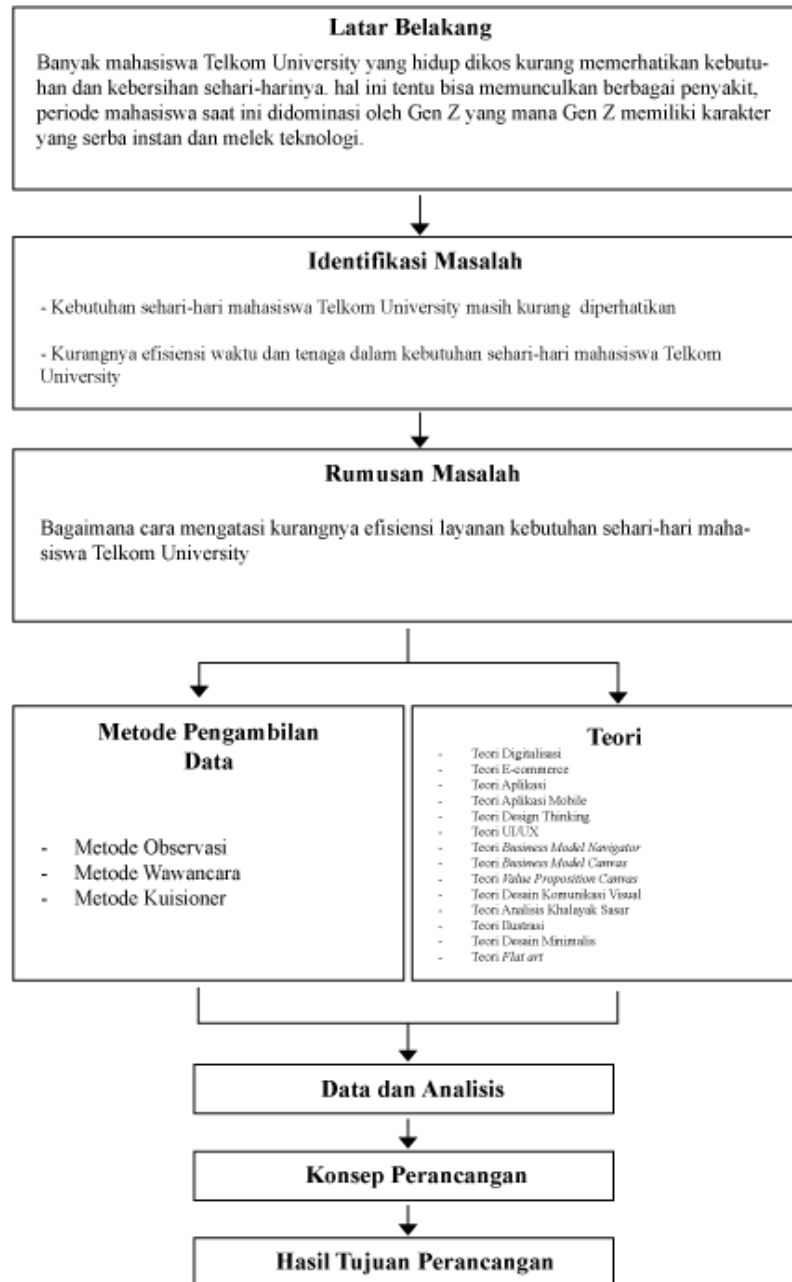 Latar Belakang
Banyak mahasiswa Telkom University yang hidup dikos kurang memerhatikan kebutu-
han dan kebersihan sehari-harinya. hal ini tentu bisa memunculkan berbagai penyakit,
periode mahasiswa saat ini didominasi oleh Gen Z yang mana Gen Z memiliki karakter
yang serba instan dan melek teknologi.
Identifikasi Masalah
- Kebutuhan sehari-hari mahasiswa Telkom University masih kurang diperhatikan
- Kurangnya efisiensi waktu dan tenaga dalam kebutuhan sehari-hari mahasiswa Telkom
University
Rumusan Masalah
Bagaimana cara mengatasi kurangnya efisiensi layanan kebutuhan sehari-hari maha-
siswa Telkom University
Metode Pengambilan
Data
- Metode Observasi
- Metode Wawancara
- Metode Kuisioner
Teori
- Teori Digitalisasi
- Teori E-commerce
- Teori Aplikasi
- Teori Aplikasi Mobile
- Teori Design Thinking
- Teori UI/UX
- Teori Business Model Navigator
- Teori Business Model Canvas
- Teori Value Proposition Canvas
- Teori Desain Komunikasi Visual
- Teori Analisis Khalayak Sasar
- Teori Ilustrasi
- Teori Desain Minimalis
- Teori Flat art
Data dan Analisis
Konsep Perancangan
Hasil Tujuan Perancangan